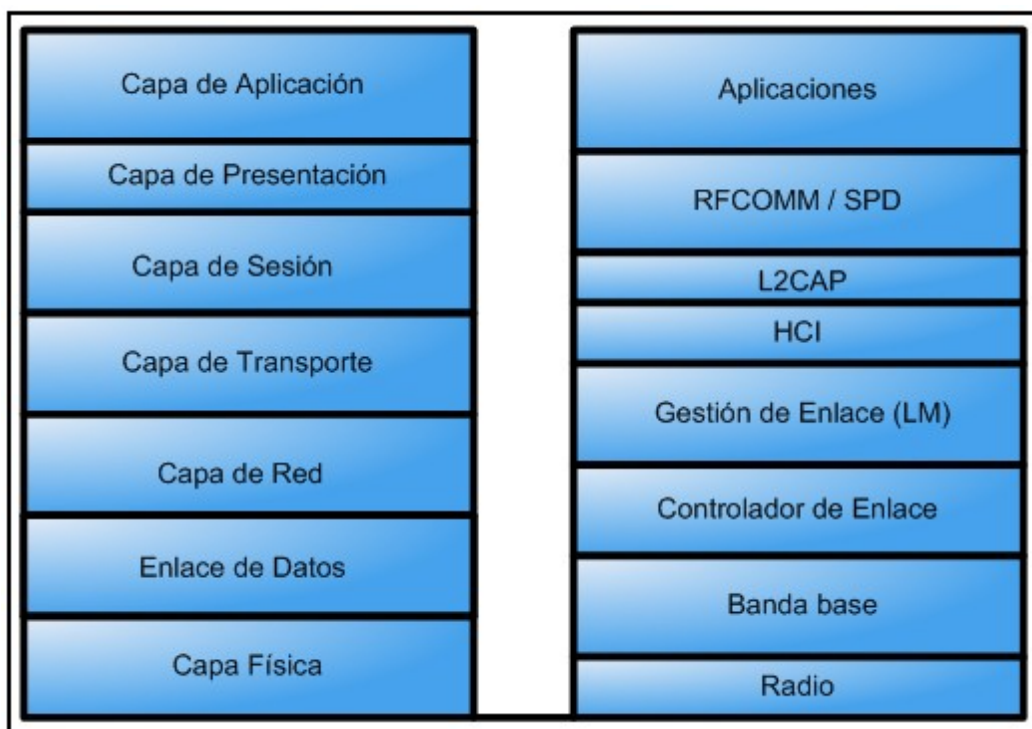 Capa de Aplicación
Capa de Presentación
Capa de Sesión
Capa de Transporte
Capa de Red
Enlace de Datos
Capa Física
Aplicaciones
RFCOMM / SPD
L2CAP
HCI
Gestión de Enlace (LM)
Controlador de Enlace
Banda base
Radio